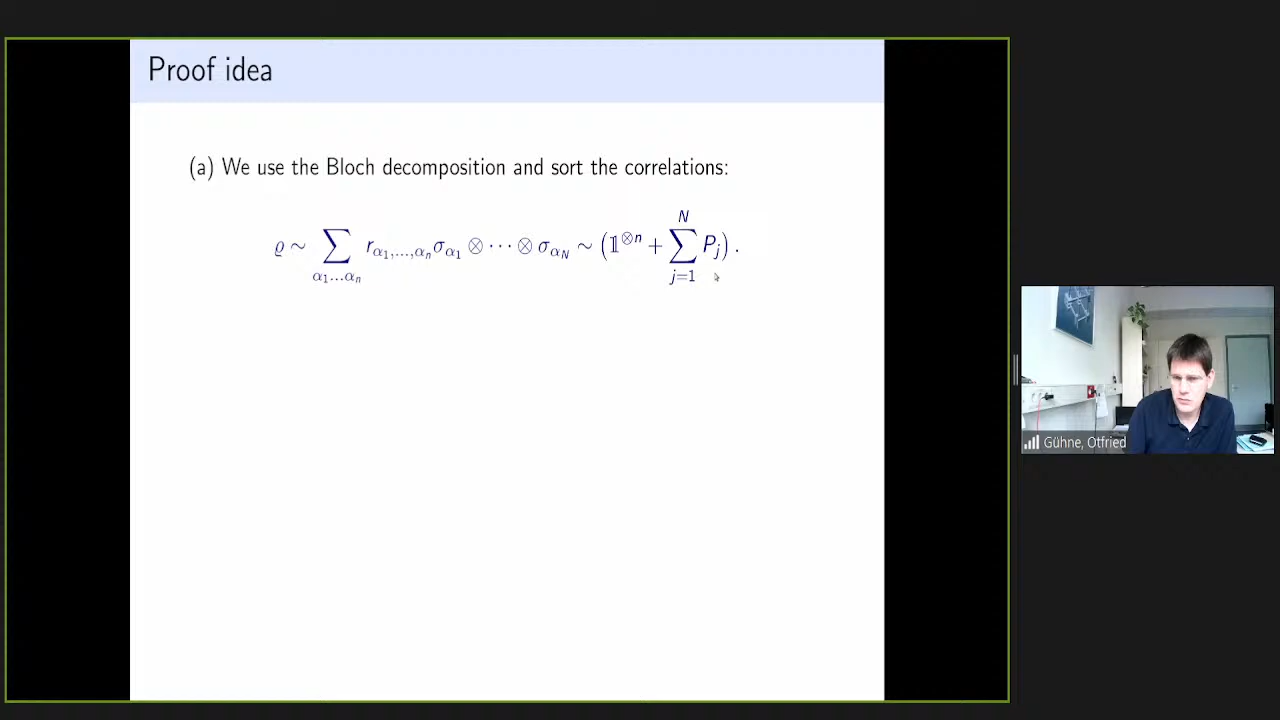 Proof idea
(a) We use the Bloch decomposition and sort the correlations:
ϱ ∼ ∑_{α₁…αₙ} r_{α₁,…,αₙ} σ_{α₁} ⊗ ⋯ ⊗ σ_{α_N} ∼ (𝟙^{⊗n} + ∑_{j=1}^{N} P_j).
Gühne, Otfried